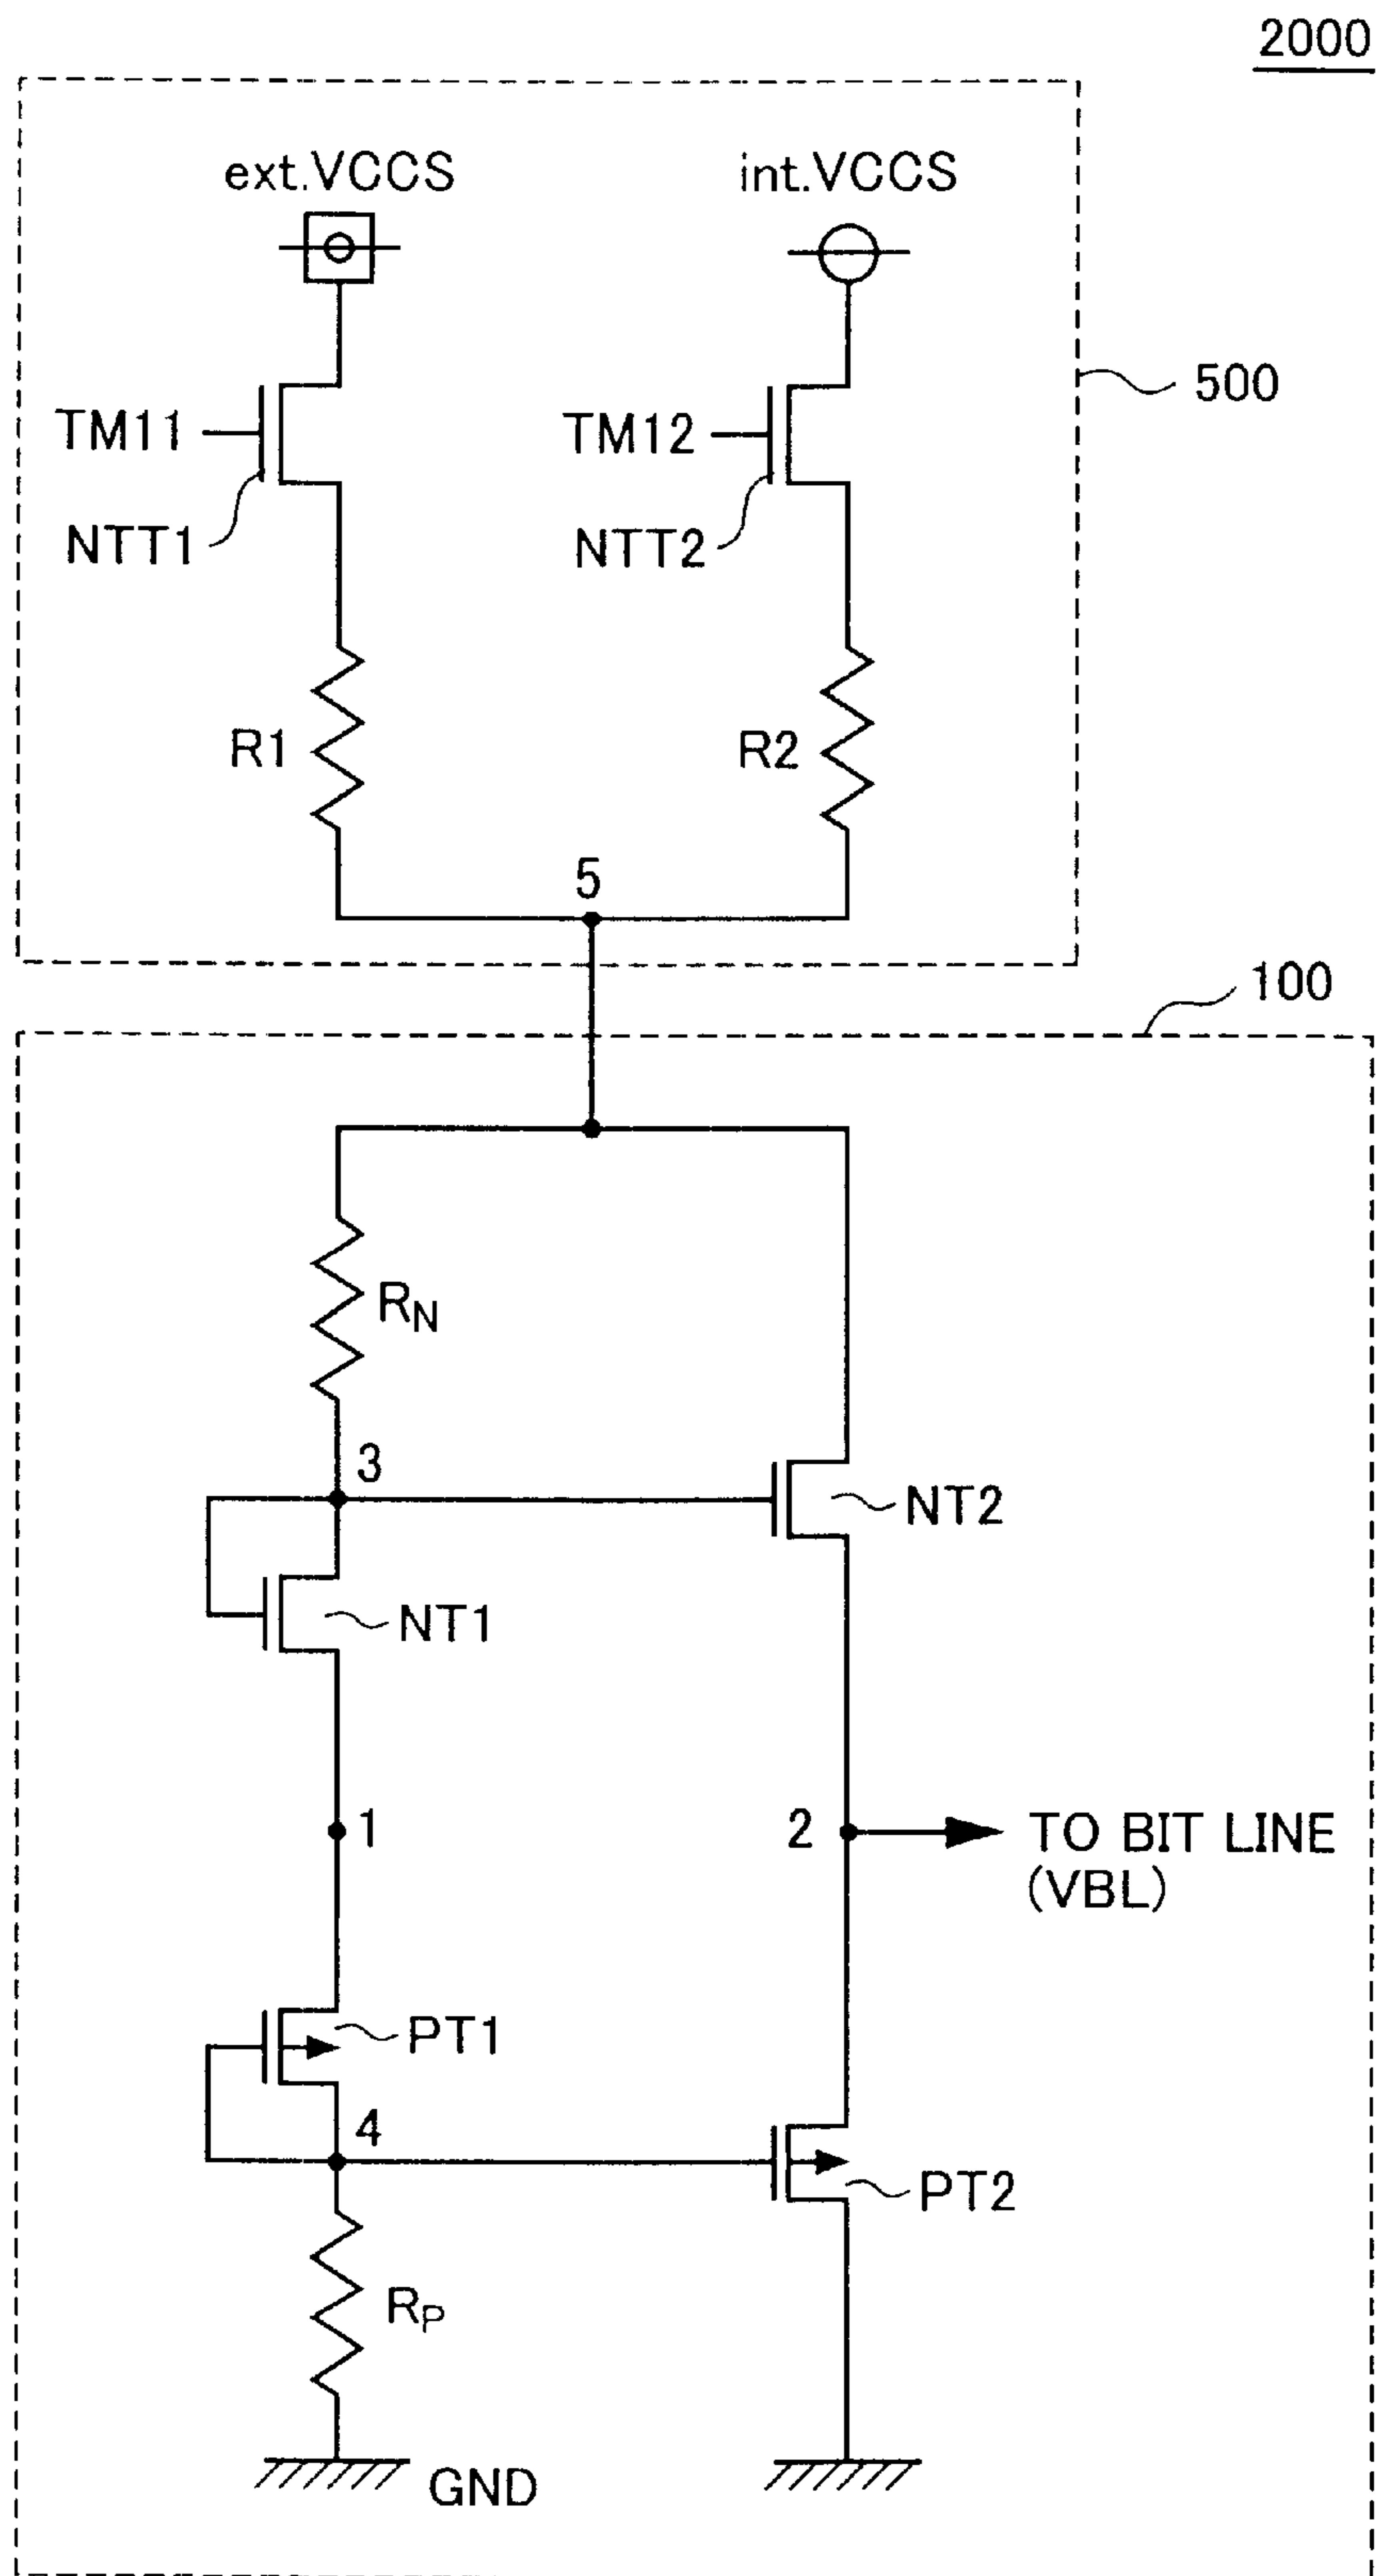 2000
ext.VCCS
int.VCCS
500
TM11
TM12
NTT1
NTT2
R1
R2
5
100
RN
3
NT2
NT1
1
2
TO BIT LINE
(VBL)
PT1
4
PT2
RP
GND